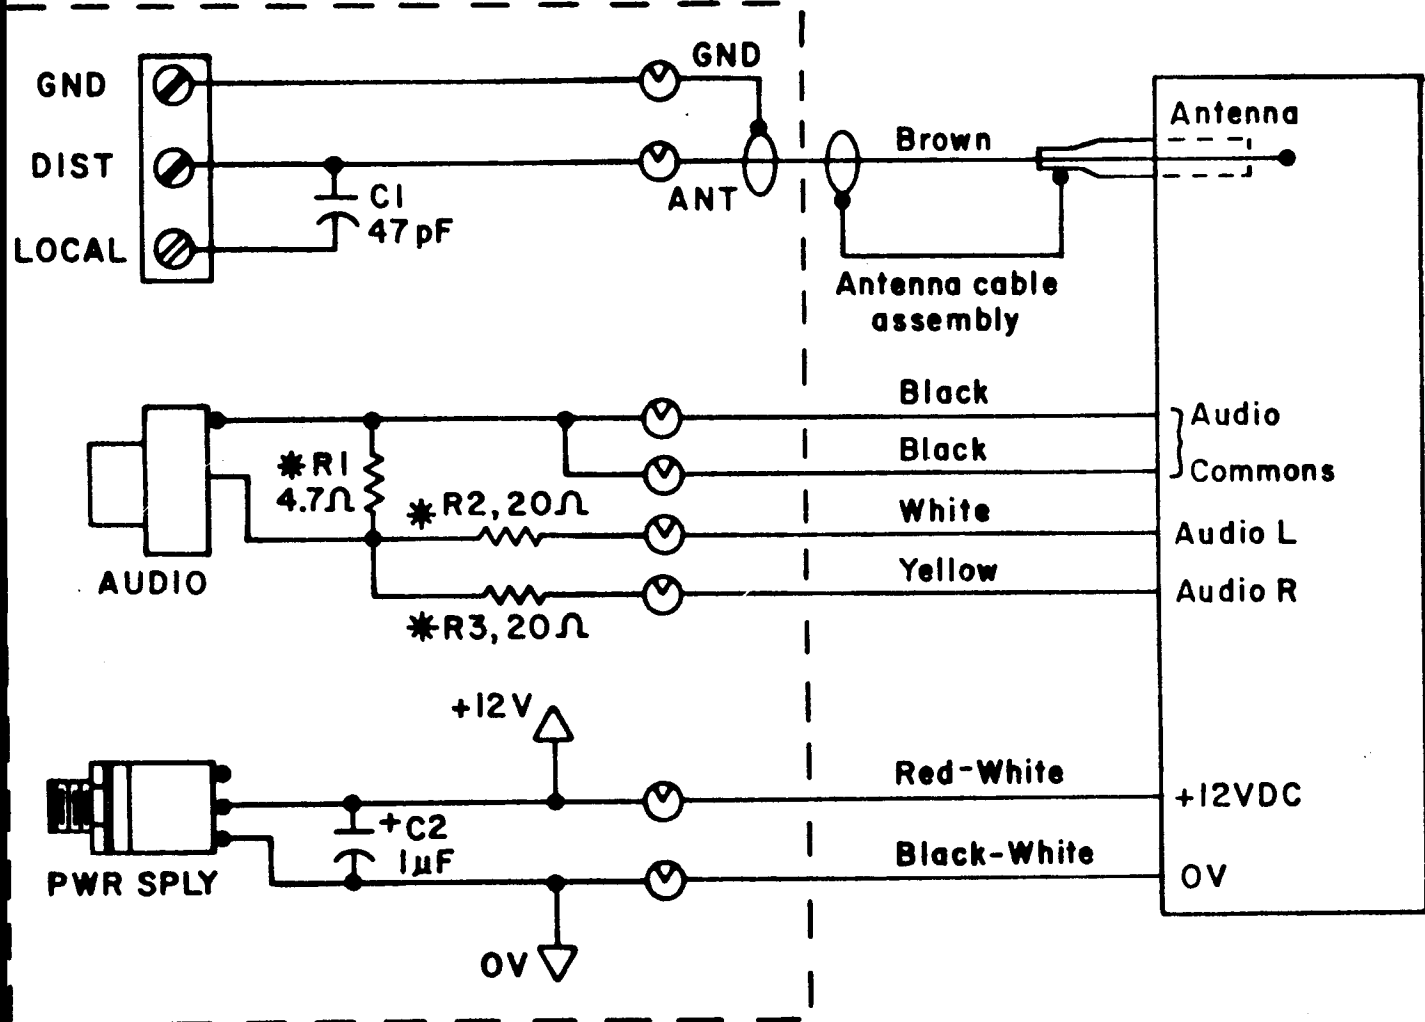 GND
GND
Antenna
Brown
DIST
C1
ANT
47pF
LOCAL
Antenna cable
assembly
Black
Audio
*R1
Black
Commons
4.7Ω
*R2, 20Ω
White
Audio L
Yellow
AUDIO
Audio R
*R3, 20Ω
+12V
Red-White
+12VDC
+C2
1µF
Black-White
PWR SPLY
0V
0V